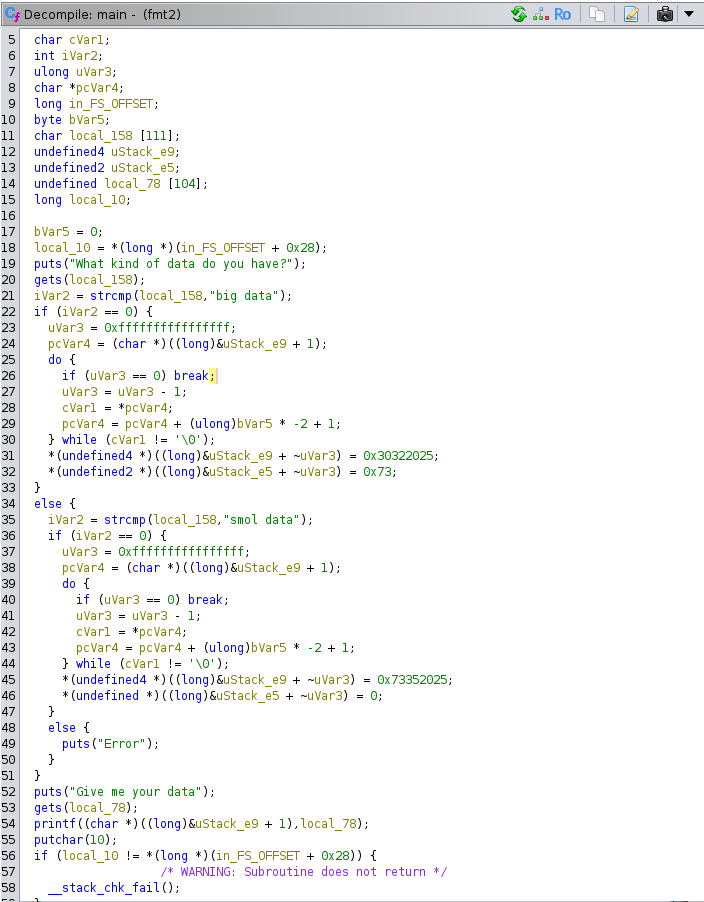 Decompile: main - (fmt2)
Ro
5 char cVar1;
6 int iVar2;
7 ulong uVar3;
8 char *pcVar4;
9 long in_FS_OFFSET;
10 byte bVar5;
11 char local_158 [111];
12 undefined4 uStack_e9;
13 undefined2 uStack_e5;
14 undefined local_78 [104];
15 long local_10;
16
17 bVar5 = 0;
18 local_10 = *(long *)(in_FS_OFFSET + 0x28);
19 puts("What kind of data do you have?");
20 gets(local_158);
21 iVar2 = strcmp(local_158,"big data");
22 if (iVar2 == 0) {
23 uVar3 = 0xffffffffffffffff;
24 pcVar4 = (char *)((long)&uStack_e9 + 1);
25 do {
26 if (uVar3 == 0) break;
27 uVar3 = uVar3 - 1;
28 cVar1 = *pcVar4;
29 pcVar4 = pcVar4 + (ulong)bVar5 * -2 + 1;
30 } while (cVar1 != '\0');
31 *(undefined4 *)((long)&uStack_e9 + ~uVar3) = 0x30322025;
32 *(undefined2 *)((long)&uStack_e5 + ~uVar3) = 0x73;
33 }
34 else {
35 iVar2 = strcmp(local_158,"smol data");
36 if (iVar2 == 0) {
37 uVar3 = 0xffffffffffffffff;
38 pcVar4 = (char *)((long)&uStack_e9 + 1);
39 do {
40 if (uVar3 == 0) break;
41 uVar3 = uVar3 - 1;
42 cVar1 = *pcVar4;
43 pcVar4 = pcVar4 + (ulong)bVar5 * -2 + 1;
44 } while (cVar1 != '\0');
45 *(undefined4 *)((long)&uStack_e9 + ~uVar3) = 0x73352025;
46 *(undefined *)((long)&uStack_e5 + ~uVar3) = 0;
47 }
48 else {
49 puts("Error");
50 }
51 }
52 puts("Give me your data");
53 gets(local_78);
54 printf((char *)((long)&uStack_e9 + 1),local_78);
55 putchar(10);
56 if (local_10 != *(long *)(in_FS_OFFSET + 0x28)) {
57 /* WARNING: Subroutine does not return */
58 __stack_chk_fail();